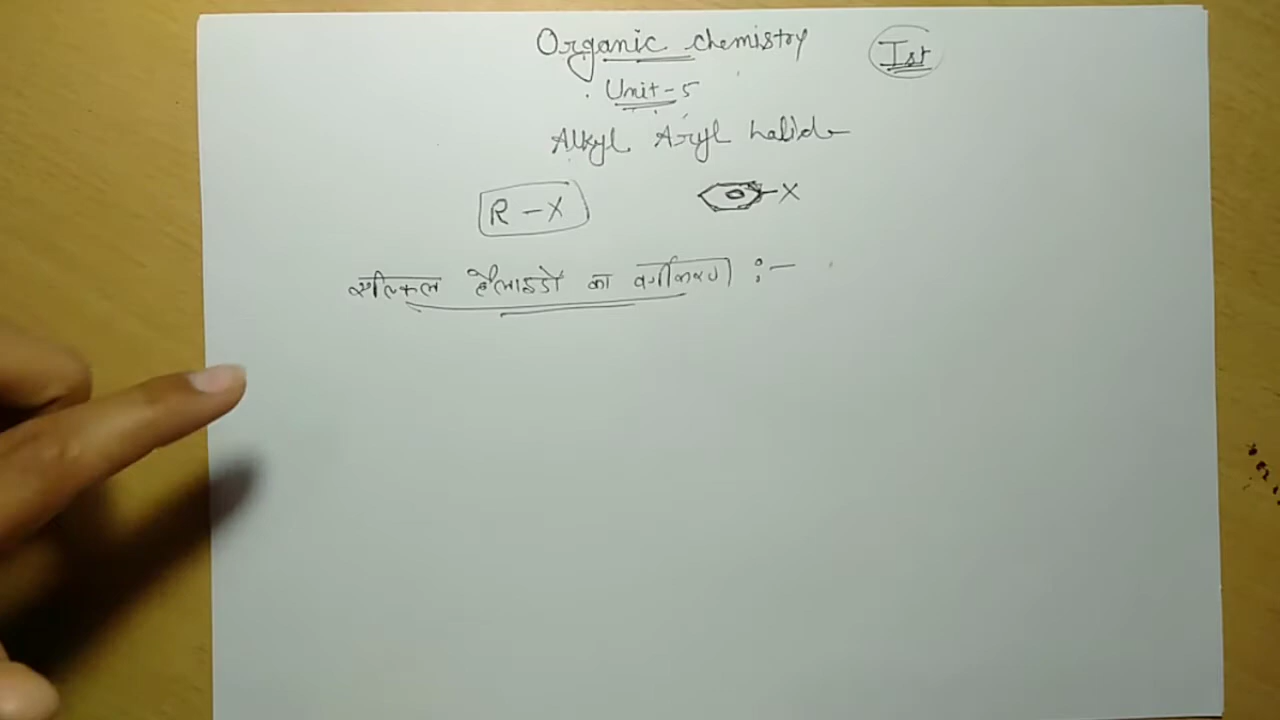 Organic chemistry Ist
Unit-5
Alkyl Aryl halide
R-X X
एल्किल हैलाइडो का वर्गीकरण :-